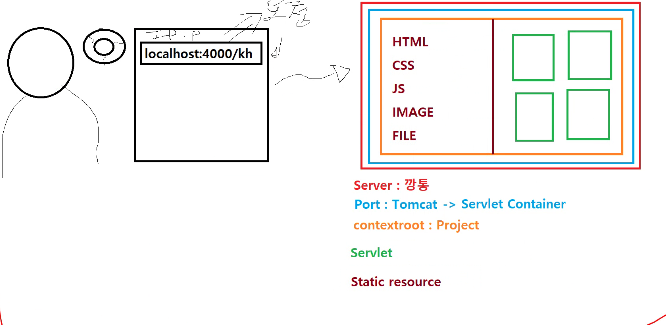 localhost:4000/kh
HTML
CSS
JS
IMAGE
FILE
Server : 깡통
Port : Tomcat -> Servlet Container
contextroot : Project
Servlet
Static resource